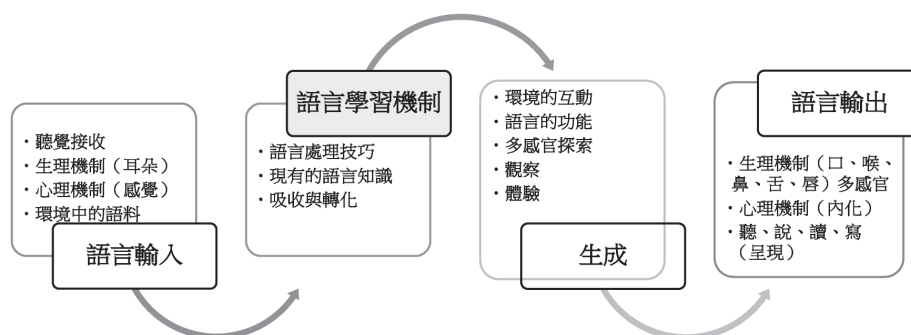 ・聽覺接收
・生理機制（耳朵）
・心理機制（感覺）
・環境中的語料
語言輸入
語言學習機制
・語言處理技巧
・現有的語言知識
・吸收與轉化
・環境的互動
・語言的功能
・多感官探索
・觀察
・體驗
生成
語言輸出
・生理機制（口、喉、
鼻、舌、唇）多感官
・心理機制（內化）
・聽、說、讀、寫
（呈現）